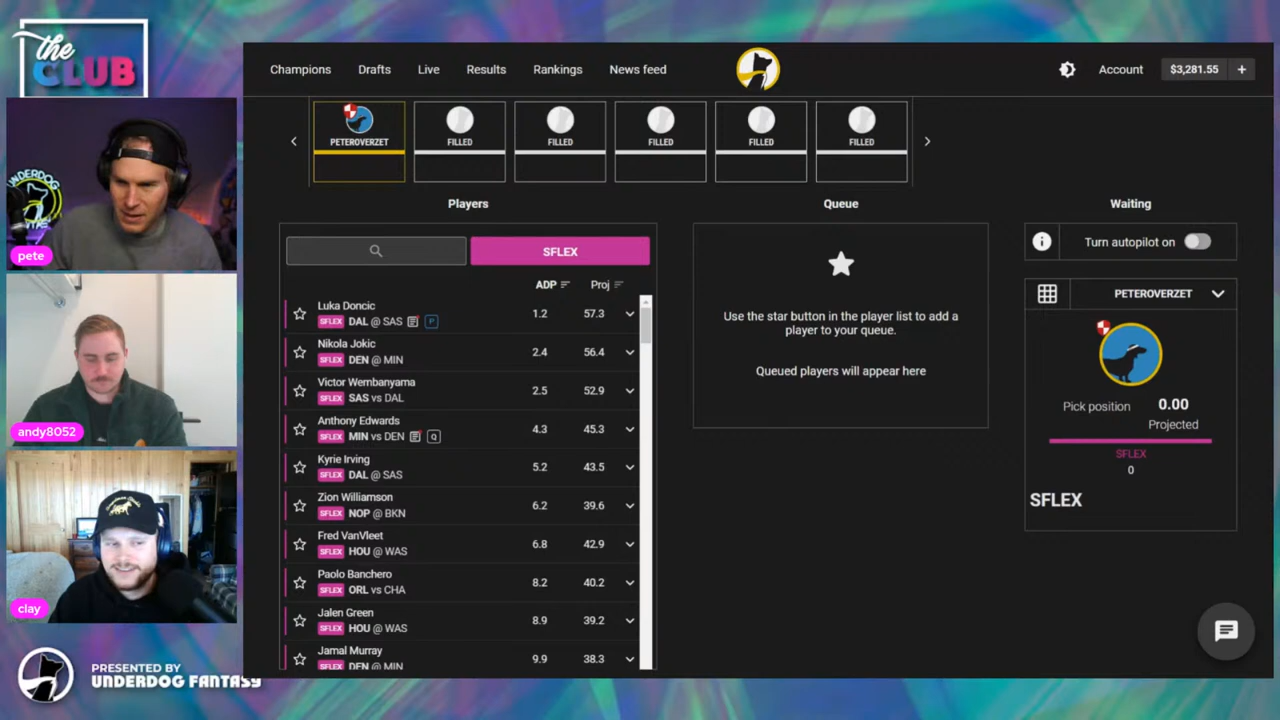 the
CLUB
Champions
Drafts
Live
Results
Rankings
News feed
Account
$3,281.55
+
PETEROVERZET
FILLED
FILLED
FILLED
FILLED
FILLED
UNDERDOG
pete
andy8052
clay
PRESENTED BY
UNDERDOG FANTASY
Players
SFLEX
ADP
Proj
Luka Doncic
SFLEX DAL @ SAS P
1.2
57.3
Nikola Jokic
SFLEX DEN @ MIN
2.4
56.4
Victor Wembanyama
SFLEX SAS vs DAL
2.5
52.9
Anthony Edwards
SFLEX MIN vs DEN Q
4.3
45.3
Kyrie Irving
SFLEX DAL @ SAS
5.2
43.5
Zion Williamson
SFLEX NOP @ BKN
6.2
39.6
Fred VanVleet
SFLEX HOU @ WAS
6.8
42.9
Paolo Banchero
SFLEX ORL vs CHA
8.2
40.2
Jalen Green
SFLEX HOU @ WAS
8.9
39.2
Jamal Murray
SFLEX DEN @ MIN
9.9
38.3
Queue
Use the star button in the player list to add a
player to your queue.
Queued players will appear here
Waiting
Turn autopilot on
PETEROVERZET
Pick position
0.00
Projected
SFLEX
0
SFLEX